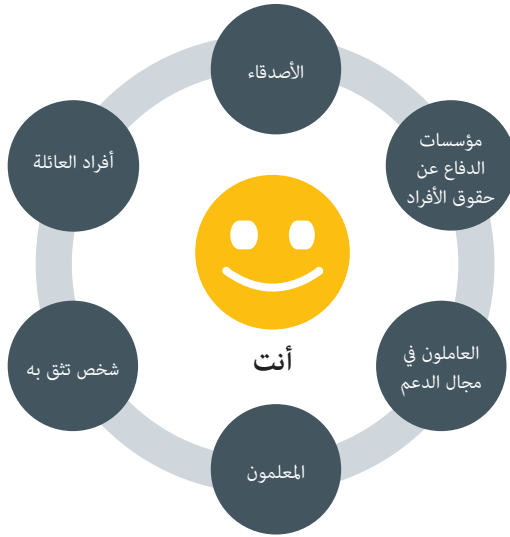 الأصدقاء
مؤسسات
الدفاع عن
حقوق الأفراد
أفراد العائلة
أنت
العاملون في
مجال الدعم
شخص تثق به
المعلمون